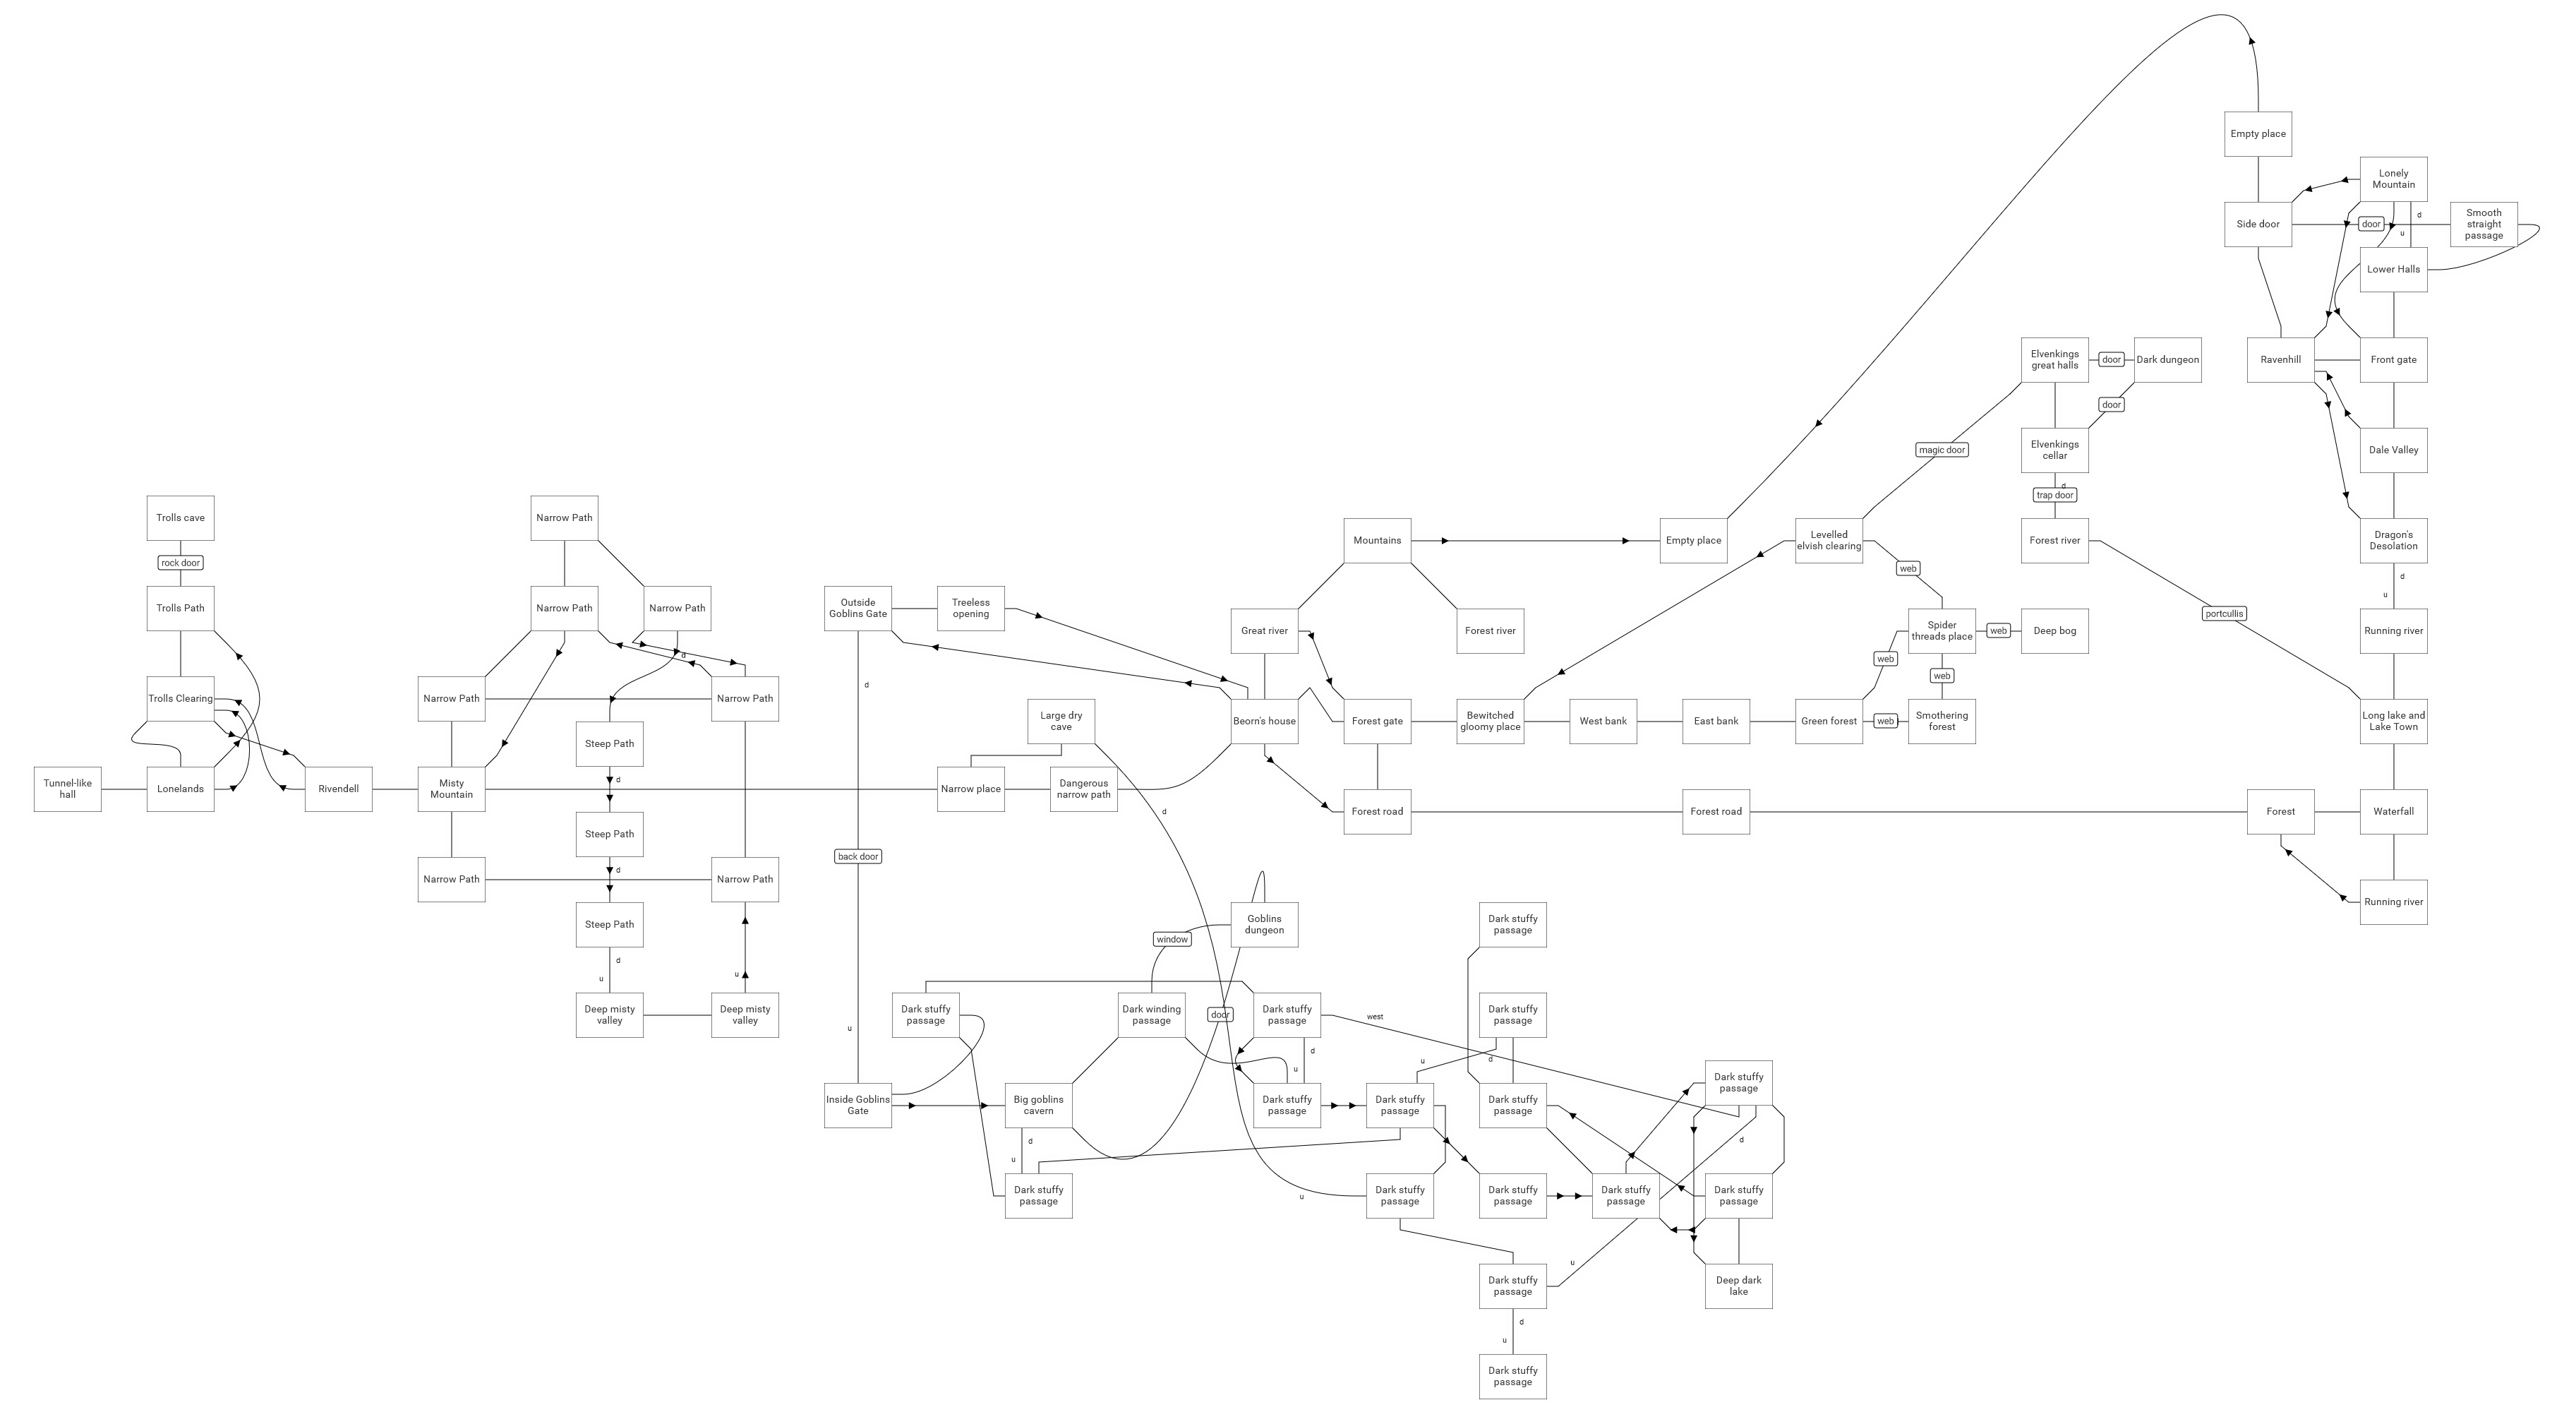 Empty place
Lonely
Mountain
Side door
door
d
u
Smooth
straight
passage
Lower Halls
Elvenkings
great halls
door
Dark dungeon
Ravenhill
Front gate
door
magic door
Elvenkings
cellar
Dale Valley
d
trap door
Trolls cave
Narrow Path
Mountains
Empty place
Levelled
elvish clearing
Forest river
Dragon's
Desolation
rock door
web
d
u
Trolls Path
Narrow Path
Narrow Path
Outside
Goblins Gate
Treeless
opening
portcullis
Great river
Forest river
Spider
threads place
web
Deep bog
Running river
d
web
web
d
Trolls Clearing
Narrow Path
Narrow Path
Large dry
cave
Beorn's house
Forest gate
Bewitched
gloomy place
West bank
East bank
Green forest
web
Smothering
forest
Long lake and
Lake Town
Steep Path
d
Tunnel-like
hall
Lonelands
Rivendell
Misty
Mountain
Narrow place
Dangerous
narrow path
d
Forest road
Forest road
Forest
Waterfall
Steep Path
back door
d
Narrow Path
Narrow Path
Running river
Steep Path
Goblins
dungeon
Dark stuffy
passage
window
d
u
u
Deep misty
valley
Deep misty
valley
u
Dark stuffy
passage
Dark winding
passage
door
Dark stuffy
passage
west
Dark stuffy
passage
d
u
u
d
Dark stuffy
passage
Inside Goblins
Gate
Big goblins
cavern
Dark stuffy
passage
Dark stuffy
passage
Dark stuffy
passage
d
u
d
Dark stuffy
passage
u
Dark stuffy
passage
Dark stuffy
passage
Dark stuffy
passage
Dark stuffy
passage
u
Dark stuffy
passage
Deep dark
lake
d
u
Dark stuffy
passage